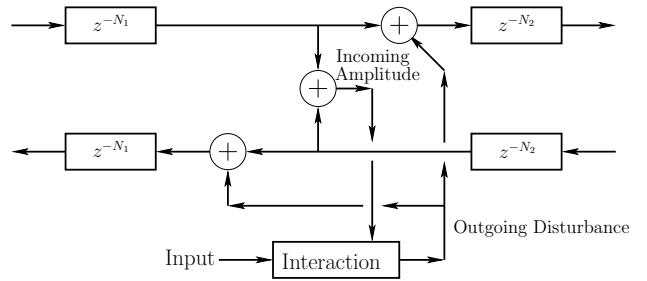 z^{-N_1}
+
z^{-N_2}
Incoming
Amplitude
+
z^{-N_1}
+
z^{-N_2}
Outgoing Disturbance
Input
Interaction